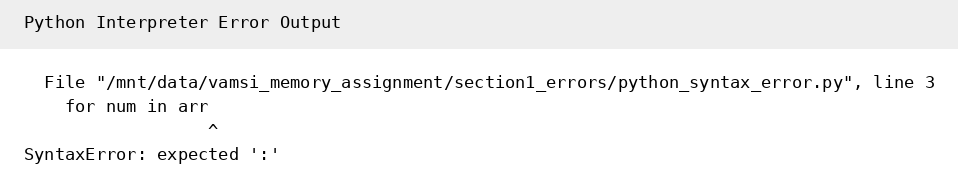 Python Interpreter Error Output
File "/mnt/data/vamsi_memory_assignment/section1_errors/python_syntax_error.py", line 3
for num in arr
^
SyntaxError: expected ':'